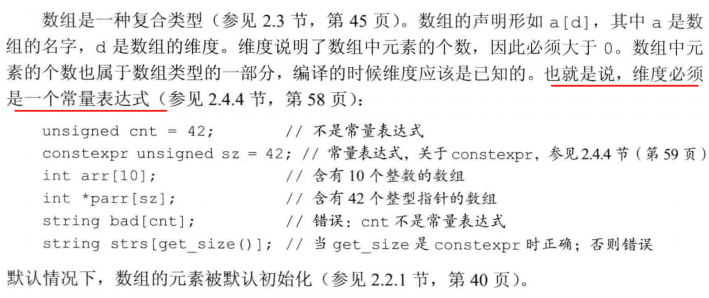 数组是一种复合类型（参见 2.3 节，第 45 页）。数组的声明形如 a[d]，其中 a 是数
组的名字，d 是数组的维度。维度说明了数组中元素的个数，因此必须大于 0。数组中元
素的个数也属于数组类型的一部分，编译的时候维度应该是已知的。也就是说，维度必须
是一个常量表达式（参见 2.4.4 节，第 58 页）：
unsigned cnt = 42; // 不是常量表达式
constexpr unsigned sz = 42; // 常量表达式，关于 constexpr，参见 2.4.4 节（第 59 页）
int arr[10]; // 含有 10 个整数的数组
int *parr[sz]; // 含有 42 个整型指针的数组
string bad[cnt]; // 错误：cnt 不是常量表达式
string strs[get_size()]; // 当 get_size 是 constexpr 时正确；否则错误
默认情况下，数组的元素被默认初始化（参见 2.2.1 节，第 40 页）。